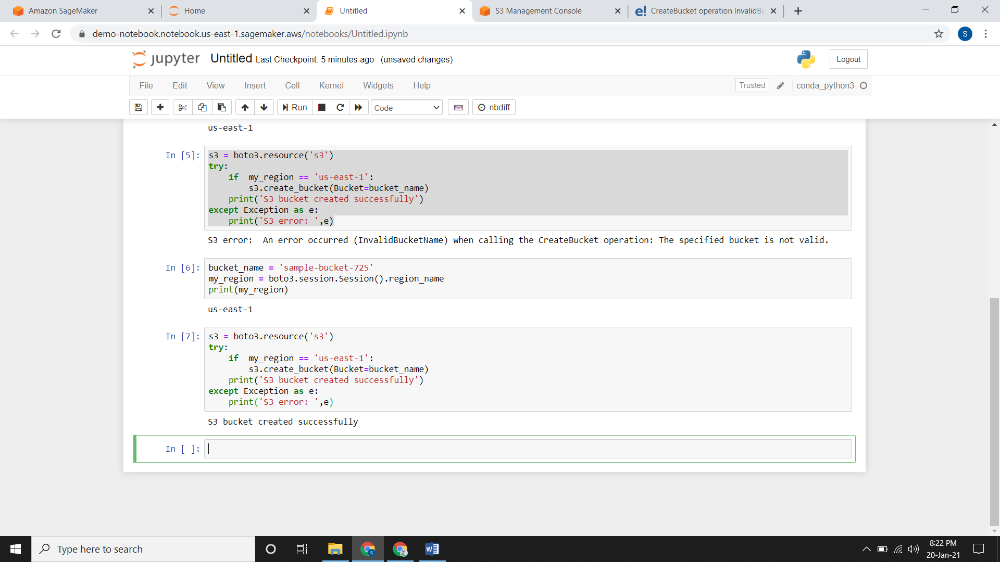 Amazon SageMaker
Home
Untitled
S3 Management Console
e! CreateBucket operation InvalidBu
demo-notebook.notebook.us-east-1.sagemaker.aws/notebooks/Untitled.ipynb
S
jupyter Untitled Last Checkpoint: 5 minutes ago (unsaved changes)
Logout
File Edit View Insert Cell Kernel Widgets Help
Trusted
conda_python3
Run
Code
nbdiff
us-east-1
In [5]: s3 = boto3.resource('s3')
try:
    if  my_region == 'us-east-1':
        s3.create_bucket(Bucket=bucket_name)
    print('S3 bucket created successfully')
except Exception as e:
    print('S3 error: ',e)
S3 error:  An error occurred (InvalidBucketName) when calling the CreateBucket operation: The specified bucket is not valid.
In [6]: bucket_name = 'sample-bucket-725'
my_region = boto3.session.Session().region_name
print(my_region)
us-east-1
In [7]: s3 = boto3.resource('s3')
try:
    if  my_region == 'us-east-1':
        s3.create_bucket(Bucket=bucket_name)
    print('S3 bucket created successfully')
except Exception as e:
    print('S3 error: ',e)
S3 bucket created successfully
In [ ]:
Type here to search
8:22 PM
20-Jan-21